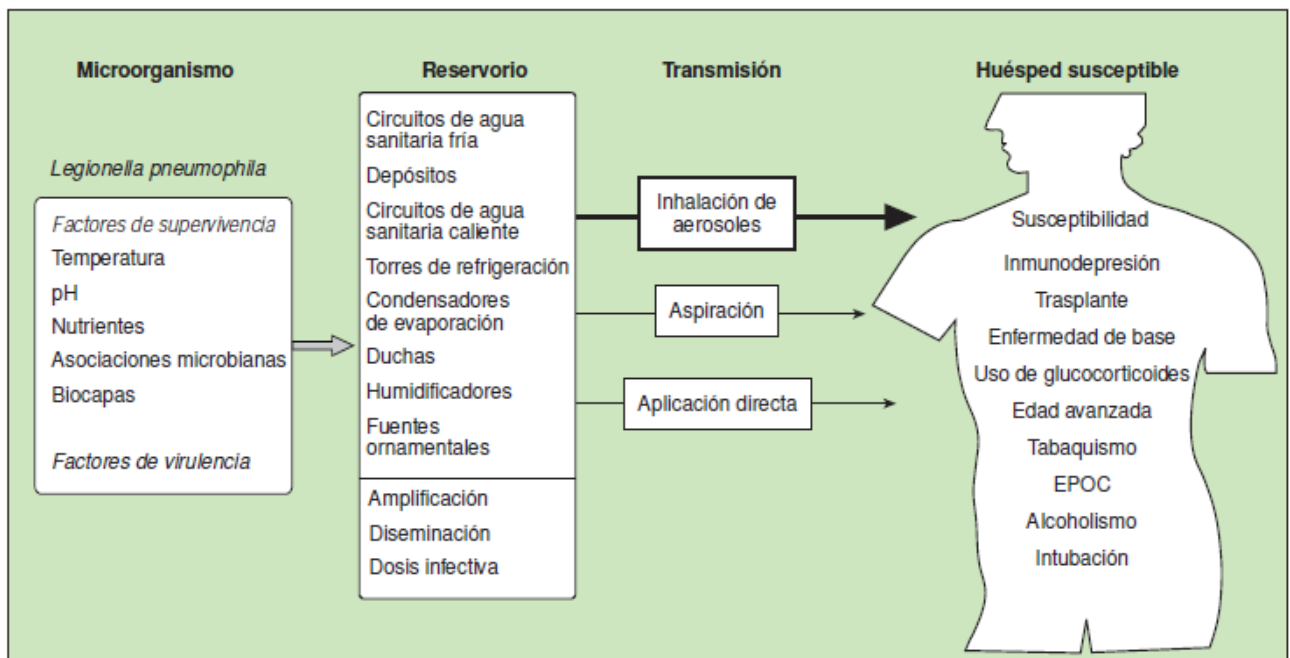 Microorganismo
Legionella pneumophila
Factores de supervivencia
Temperatura
pH
Nutrientes
Asociaciones microbianas
Biocapas
Factores de virulencia
Reservorio
Circuitos de agua
sanitaria fría
Depósitos
Circuitos de agua
sanitaria caliente
Torres de refrigeración
Condensadores
de evaporación
Duchas
Humidificadores
Fuentes
ornamentales
Amplificación
Diseminación
Dosis infectiva
Transmisión
Inhalación de
aerosoles
Aspiración
Aplicación directa
Huésped susceptible
Susceptibilidad
Inmunodepresión
Trasplante
Enfermedad de base
Uso de glucocorticoides
Edad avanzada
Tabaquismo
EPOC
Alcoholismo
Intubación